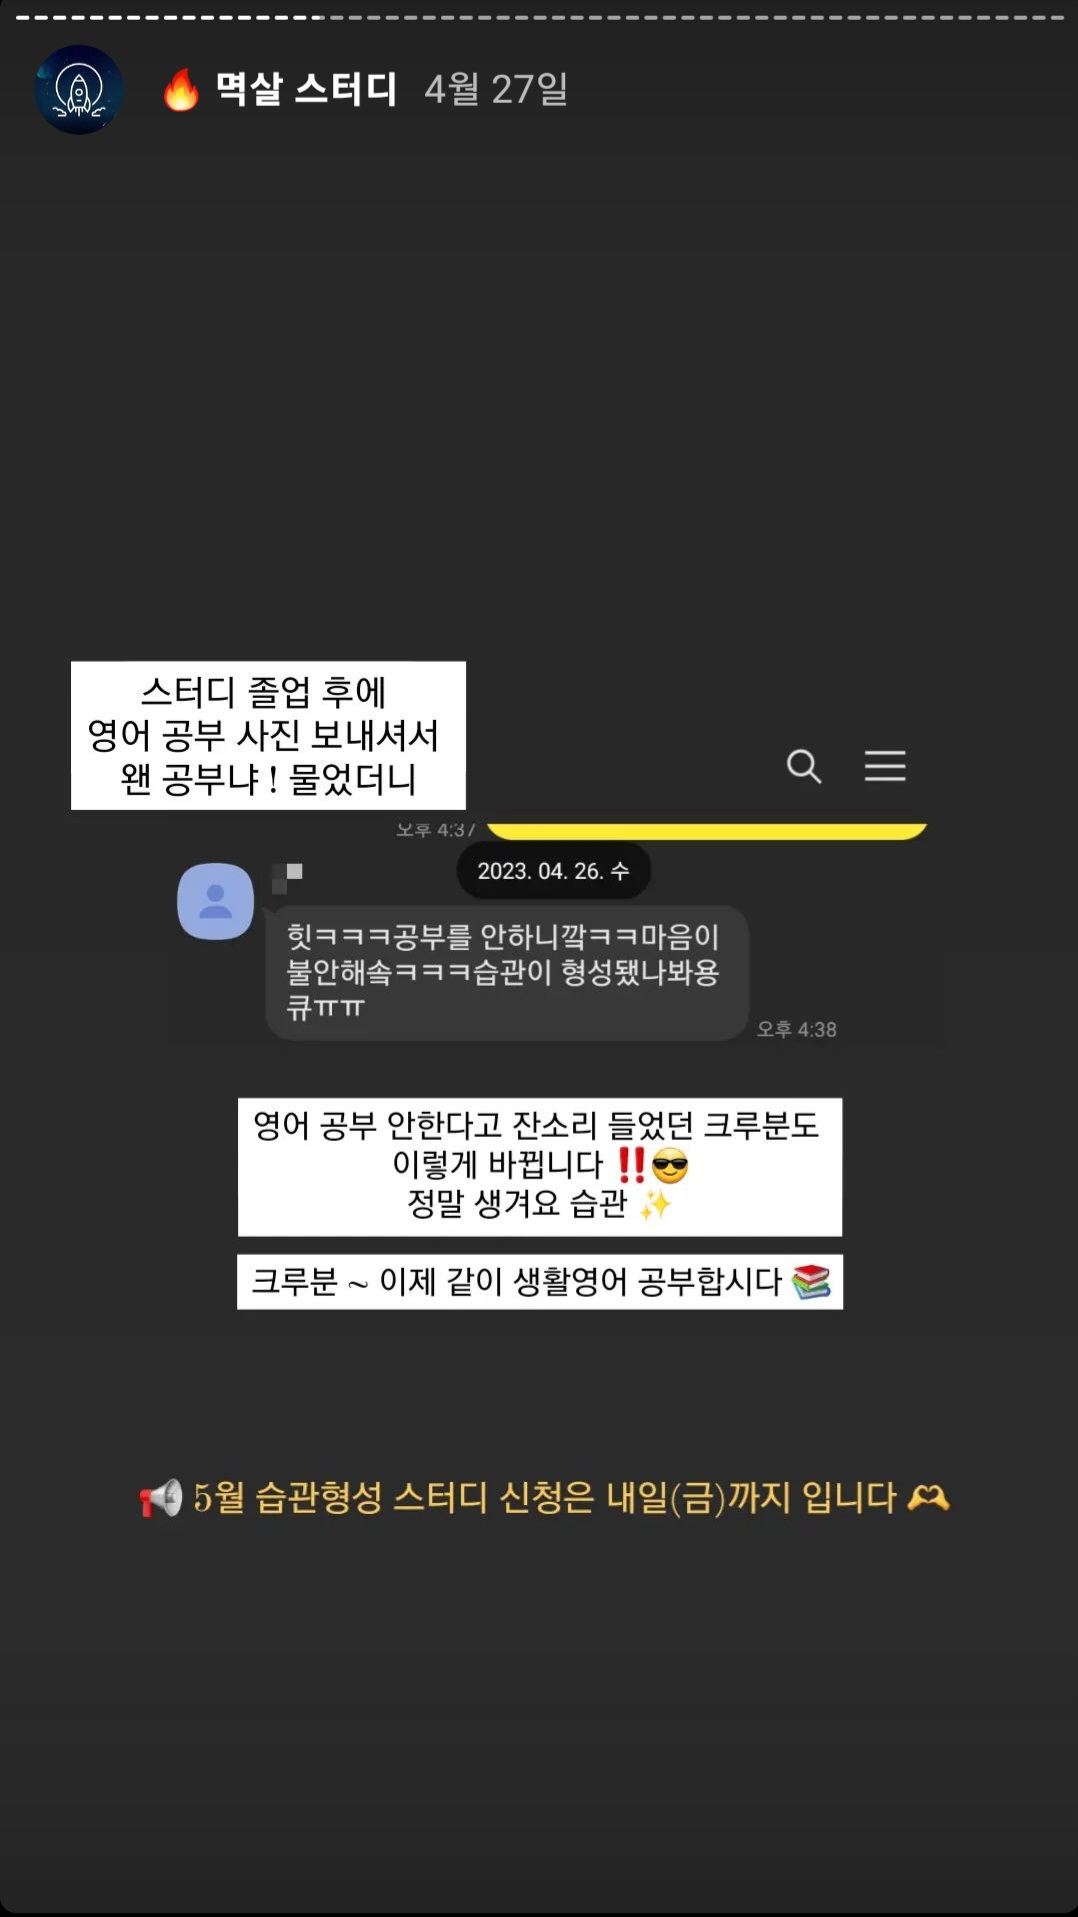 🔥 멱살 스터디 4월 27일
스터디 졸업 후에
영어 공부 사진 보내셔서
왠 공부냐 ! 물었더니
오후 4:37
2023. 04. 26. 수
힛ㅋㅋㅋ공부를 안하니깤ㅋㅋ마음이
불안해솤ㅋㅋㅋ습관이 형성됐나봐용
큐ㅠㅠ
오후 4:38
영어 공부 안한다고 잔소리 들었던 크루분도
이렇게 바뀝니다 ‼️😎
정말 생겨요 습관 ✨
크루분 ~ 이제 같이 생활영어 공부합시다 📚
📢 5월 습관형성 스터디 신청은 내일(금)까지 입니다 🫶